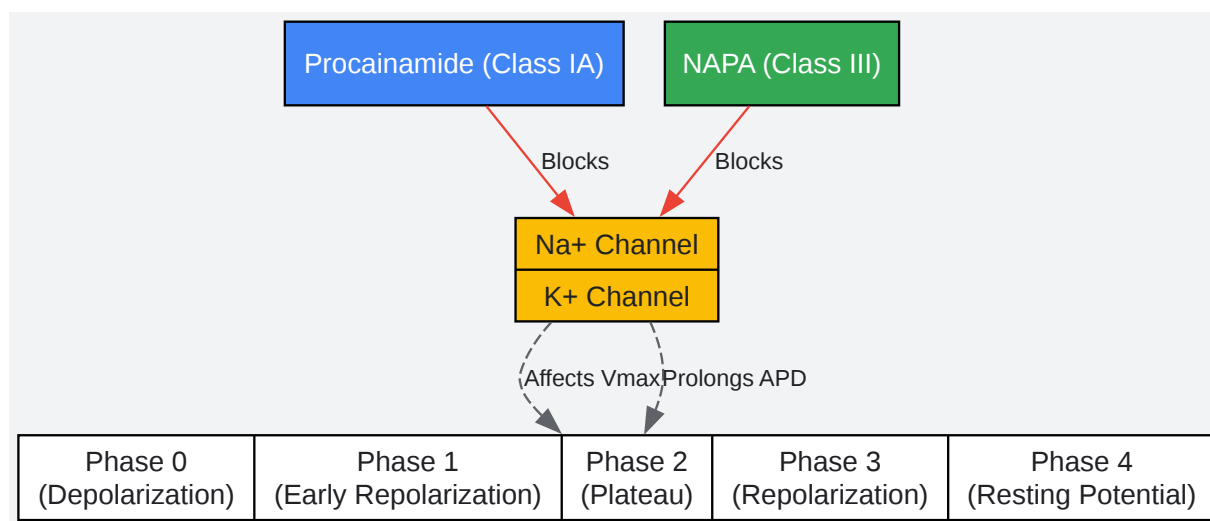 Procainamide (Class IA)
NAPA (Class III)
Blocks
Blocks
Na+ Channel
K+ Channel
Affects Vmax
Prolongs APD
Phase 0
(Depolarization)
Phase 1
(Early Repolarization)
Phase 2
(Plateau)
Phase 3
(Repolarization)
Phase 4
(Resting Potential)